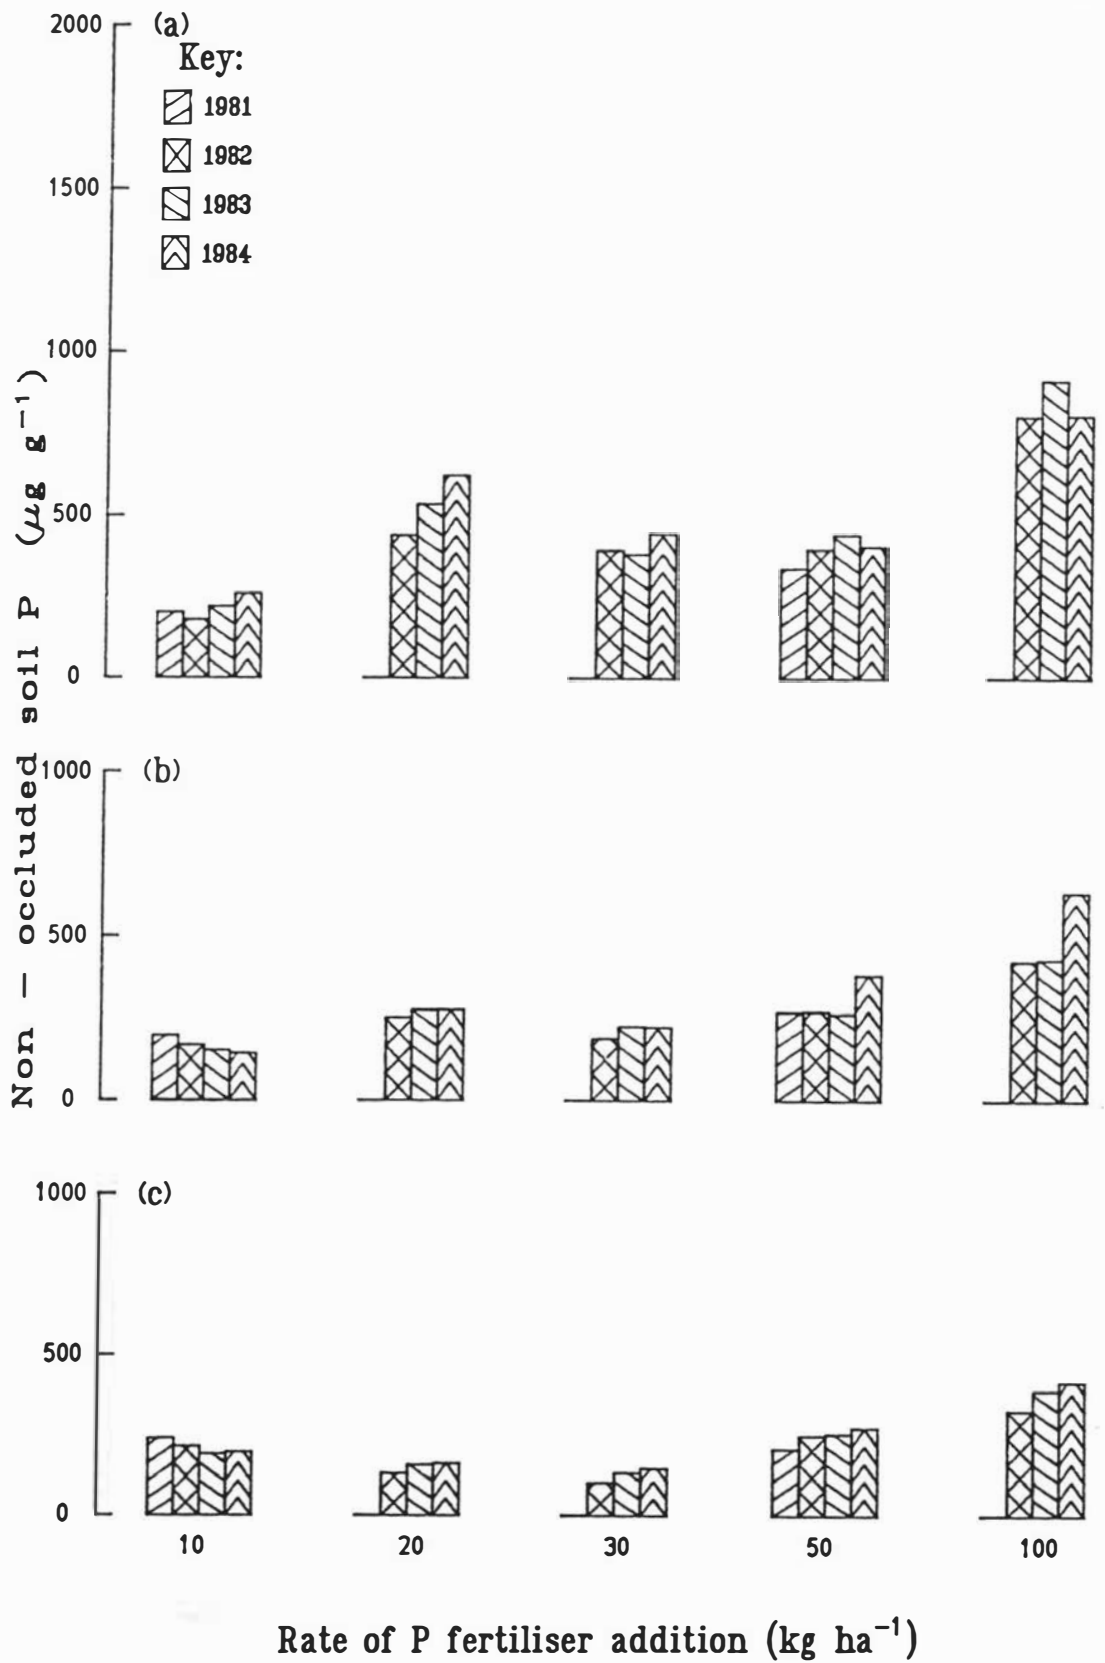 2000
(a)
Key:
1981
1982
1983
1984
1500
1000
500
0
Non - occluded soil P (μg g⁻¹)
1000
(b)
500
0
1000
(c)
500
0
10 20 30 50 100
Rate of P fertiliser addition (kg ha⁻¹)